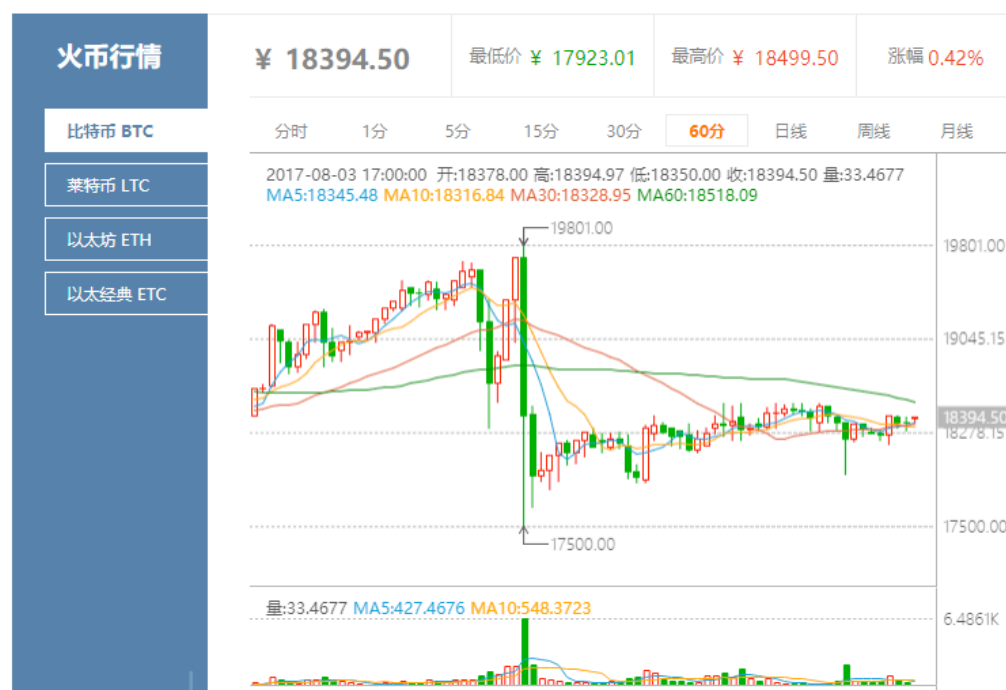 火币行情
¥ 18394.50
最低价 ¥ 17923.01
最高价 ¥ 18499.50
涨幅 0.42%
比特币 BTC
莱特币 LTC
以太坊 ETH
以太经典 ETC
分时 1分 5分 15分 30分 60分 日线 周线 月线
2017-08-03 17:00:00 开:18378.00 高:18394.97 低:18350.00 收:18394.50 量:33.4677
MA5:18345.48 MA10:18316.84 MA30:18328.95 MA60:18518.09
19801.00
19801.00
19045.15
18394.50
18278.15
17500.00
17500.00
量:33.4677 MA5:427.4676 MA10:548.3723
6.4861K